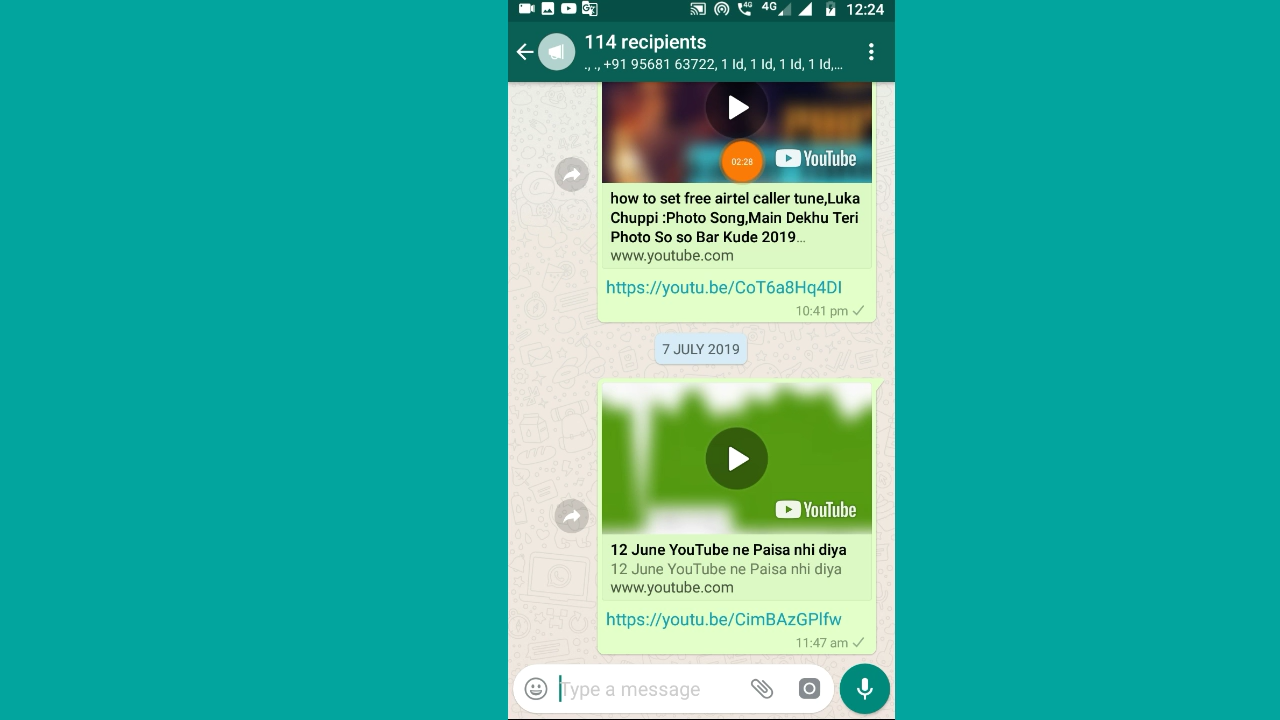 4G
4G
12:24
114 recipients
., ., +91 95681 63722, 1 Id, 1 Id, 1 Id, 1 Id,...
02:28
YouTube
how to set free airtel caller tune,Luka
Chuppi :Photo Song,Main Dekhu Teri
Photo So so Bar Kude 2019...
www.youtube.com
https://youtu.be/CoT6a8Hq4DI
10:41 pm
7 JULY 2019
YouTube
12 June YouTube ne Paisa nhi diya
12 June YouTube ne Paisa nhi diya
www.youtube.com
https://youtu.be/CimBAzGPlfw
11:47 am
Type a message